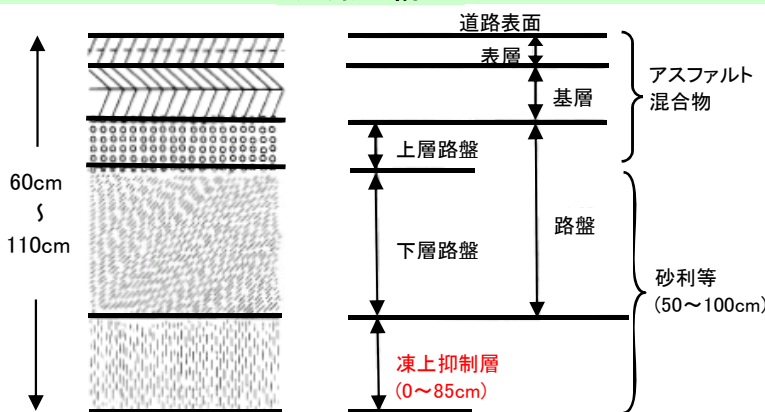 道路表面
表層
基層
アスファルト
混合物
上層路盤
60cm
～
110cm
下層路盤
路盤
砂利等
(50～100cm)
凍上抑制層
(0～85cm)